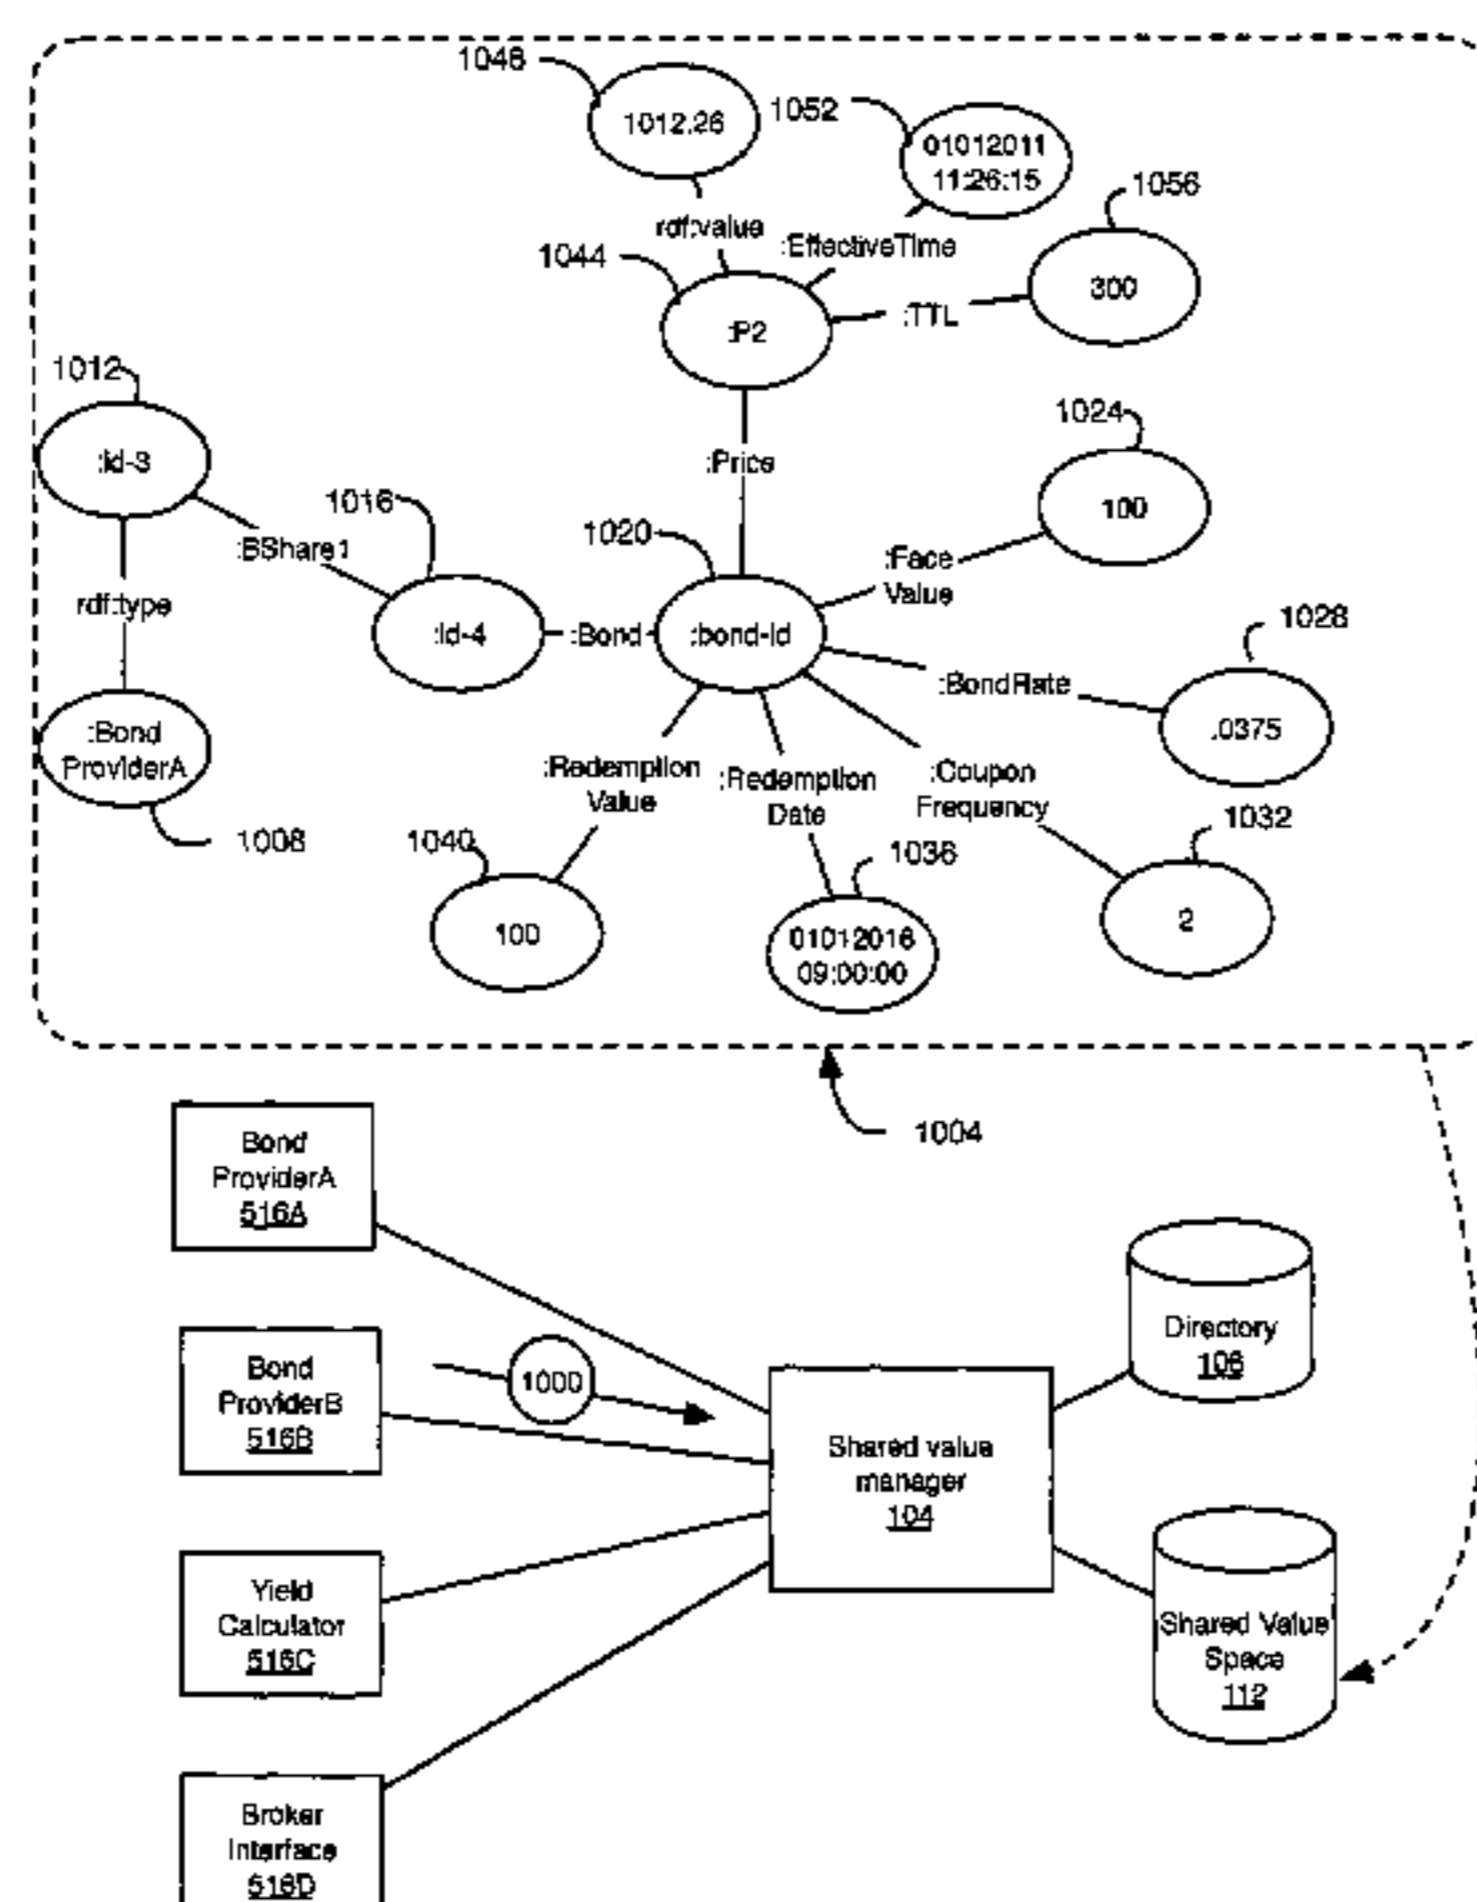 1048
1012.26
1052
01012011
11:26:15
1056
rdf:value
:EffectiveTime
1044
300
:P2
:TTL
1012
1024
:id-3
:Price
100
1016
1020
:BShare1
:Face
Value
1028
rdf:type
:id-4
:Bond
:bond-id
:BondRate
.0375
:Bond
ProviderA
:Redemption
Value
:Redemption
Date
:Coupon
Frequency
1032
1008
1040
1036
2
100
01012016
09:00:00
1004
Bond
ProviderA
516A
Directory
106
Bond
ProviderB
516B
1000
Shared value
manager
104
Yield
Calculator
516C
Shared Value
Space
112
Broker
Interface
516D